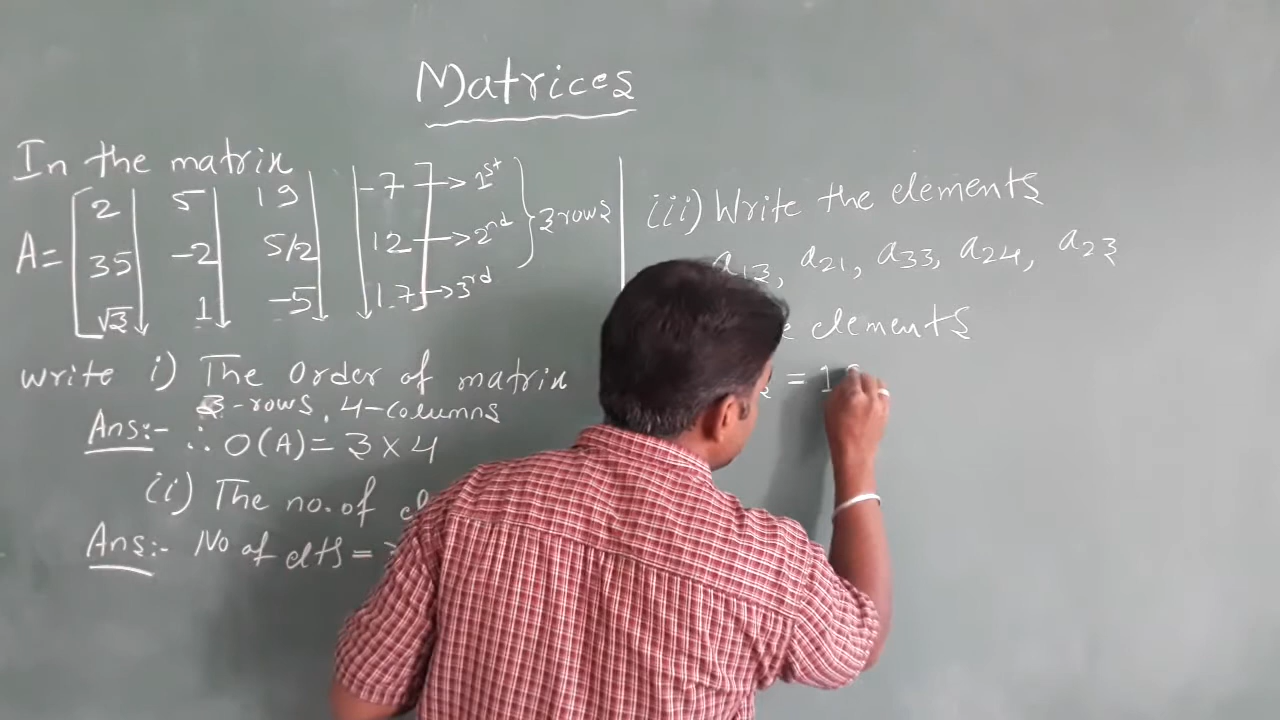 Matrices
In the matrix
A= [ 2 5 19 -7 → 1st
35 -2 5/2 12 → 2nd } 3 rows
√3 1 -5 17 → 3rd
write i) The order of matrix
3-rows, 4-columns
Ans:- ∴ O(A) = 3 × 4
(i) The no. of
Ans:- No of elts =
iii) Write the elements
a13, a21, a33, a24, a23
elements
= 1